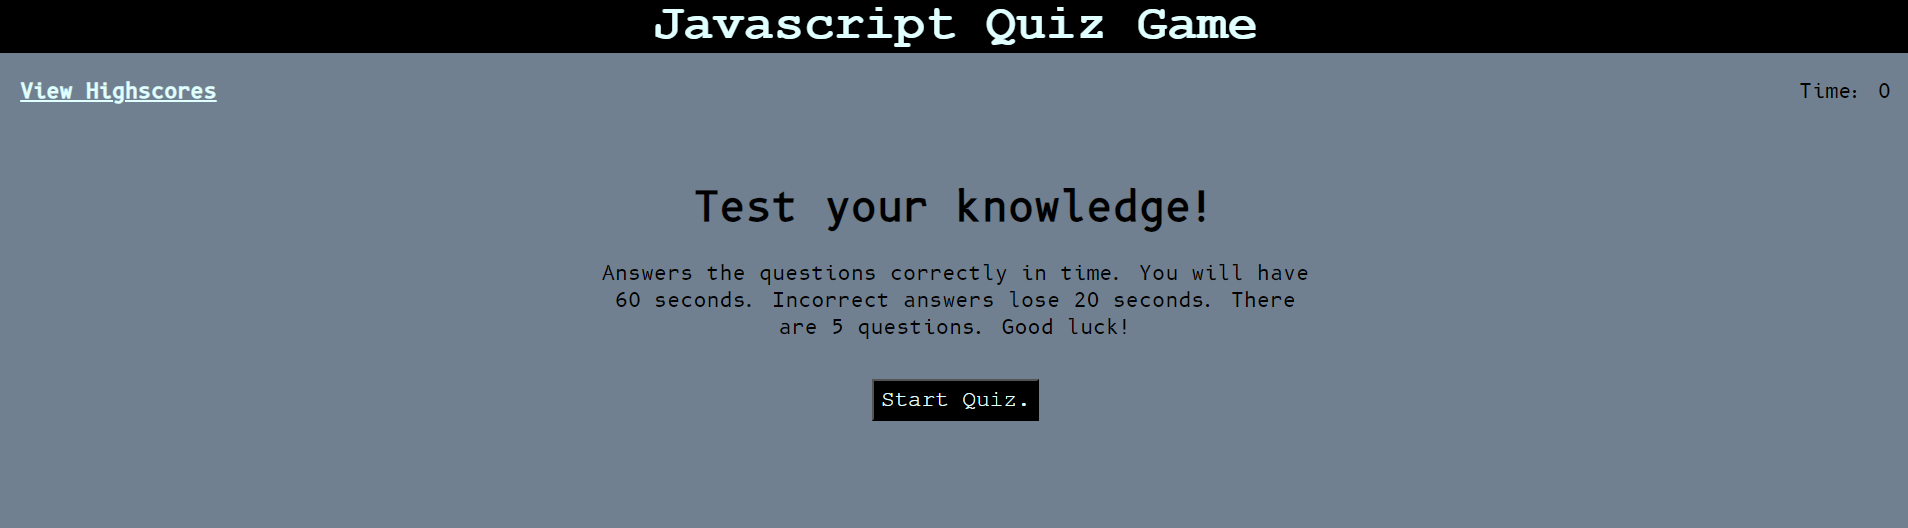 Javascript Quiz Game
View Highscores
Time: 0
Test your knowledge!
Answers the questions correctly in time. You will have
60 seconds. Incorrect answers lose 20 seconds. There
are 5 questions. Good luck!
Start Quiz.